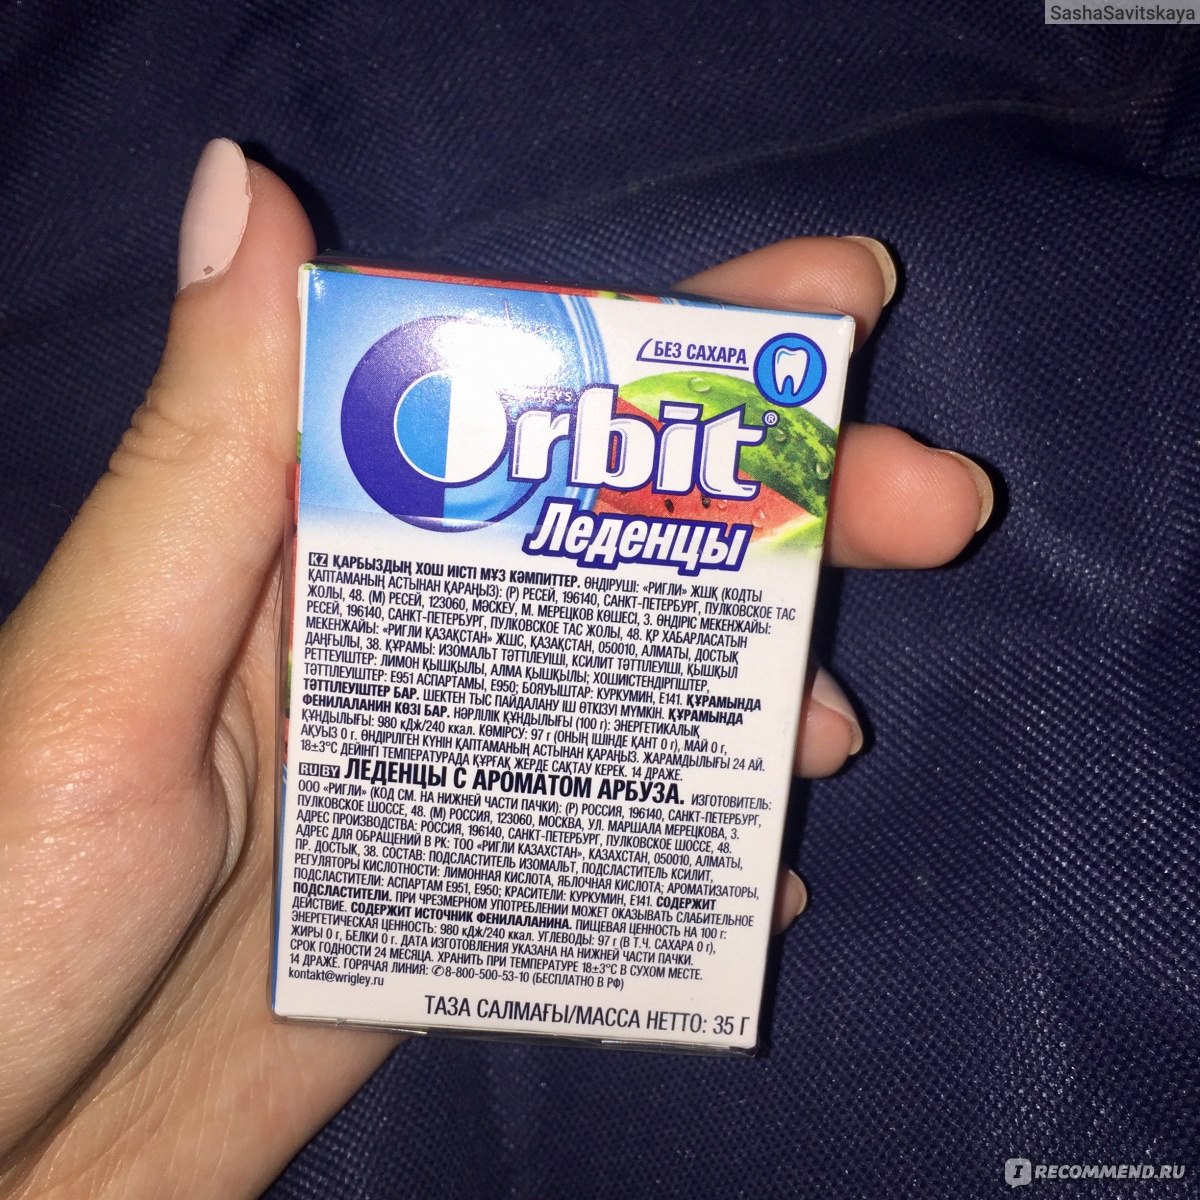 SashaSavitskaya
БЕЗ САХАРА
Orbit®
Леденцы
KZ ҚАРБЫЗДЫҢ ХОШ ИІСТІ МҰЗ КӘМПИТТЕР. ӨНДІРУШІ: «РИГЛИ» ЖШҚ (КОДТЫ
ҚАПТАМАНЫҢ АСТЫНАН ҚАРАҢЫЗ): (Р) РЕСЕЙ, 196140, САНКТ-ПЕТЕРБУРГ, ПУЛКОВСКОЕ ТАС
ЖОЛЫ, 48. (М) РЕСЕЙ, 123060, МӘСКЕУ, М. МЕРЕЦКОВ КӨШЕСІ, 3. ӨНДІРІС МЕКЕНЖАЙЫ:
РЕСЕЙ, 196140, САНКТ-ПЕТЕРБУРГ, ПУЛКОВСКОЕ ТАС ЖОЛЫ, 48. ҚР ХАБАРЛАСАТЫН
МЕКЕНЖАЙЫ: «РИГЛИ ҚАЗАҚСТАН» ЖШС, ҚАЗАҚСТАН, 050010, АЛМАТЫ, ДОСТЫҚ
ДАҢҒЫЛЫ, 38. ҚҰРАМЫ: ИЗОМАЛЬТ ТӘТТІЛЕУІШІ, КСИЛИТ ТӘТТІЛЕУІШІ, ҚЫШҚЫЛ
РЕТТЕУІШТЕР: ЛИМОН ҚЫШҚЫЛЫ, АЛМА ҚЫШҚЫЛЫ; ХОШИІСТЕНДІРГІШТЕР,
ТӘТТІЛЕУІШТЕР: Е951 АСПАРТАМЫ, Е950; БОЯУЫШТАР: КУРКУМИН, Е141. ҚҰРАМЫНДА
ТӘТТІЛЕУІШТЕР БАР. ШЕКТЕН ТЫС ПАЙДАЛАНУ ІШ ӨТКІЗУІ МҮМКІН. ҚҰРАМЫНДА
ФЕНИЛАЛАНИН КӨЗІ БАР. НӘРЛІЛІК ҚҰНДЫЛЫҒЫ (100 г): ЭНЕРГЕТИКАЛЫҚ
ҚҰНДЫЛЫҒЫ: 980 кДж/240 ккал. КӨМІРСУ: 97 г (ОНЫҢ ІШІНДЕ ҚАНТ 0 г), МАЙ 0 г,
АҚУЫЗ 0 г. ӨНДІРІЛГЕН КҮНІН ҚАПТАМАНЫҢ АСТЫНАН ҚАРАҢЫЗ. ЖАРАМДЫЛЫҒЫ 24 АЙ.
18±3°С ДЕЙІНГІ ТЕМПЕРАТУРАДА ҚҰРҒАҚ ЖЕРДЕ САҚТАУ КЕРЕК. 14 ДРАЖЕ.
RU BY ЛЕДЕНЦЫ С АРОМАТОМ АРБУЗА. ИЗГОТОВИТЕЛЬ:
ООО «РИГЛИ» (КОД СМ. НА НИЖНЕЙ ЧАСТИ ПАЧКИ): (Р) РОССИЯ, 196140, САНКТ-ПЕТЕРБУРГ,
ПУЛКОВСКОЕ ШОССЕ, 48. (М) РОССИЯ, 123060, МОСКВА, УЛ. МАРШАЛА МЕРЕЦКОВА, 3.
АДРЕС ПРОИЗВОДСТВА: РОССИЯ, 196140, САНКТ-ПЕТЕРБУРГ, ПУЛКОВСКОЕ ШОССЕ, 48.
АДРЕС ДЛЯ ОБРАЩЕНИЙ В РК: ТОО «РИГЛИ КАЗАХСТАН», КАЗАХСТАН, 050010, АЛМАТЫ,
ПР. ДОСТЫК, 38. СОСТАВ: ПОДСЛАСТИТЕЛЬ ИЗОМАЛЬТ, ПОДСЛАСТИТЕЛЬ КСИЛИТ,
РЕГУЛЯТОРЫ КИСЛОТНОСТИ: ЛИМОННАЯ КИСЛОТА, ЯБЛОЧНАЯ КИСЛОТА; АРОМАТИЗАТОРЫ,
ПОДСЛАСТИТЕЛИ: АСПАРТАМ Е951, Е950; КРАСИТЕЛИ: КУРКУМИН, Е141. СОДЕРЖИТ
ПОДСЛАСТИТЕЛИ. ПРИ ЧРЕЗМЕРНОМ УПОТРЕБЛЕНИИ МОЖЕТ ОКАЗЫВАТЬ СЛАБИТЕЛЬНОЕ
ДЕЙСТВИЕ. СОДЕРЖИТ ИСТОЧНИК ФЕНИЛАЛАНИНА. ПИЩЕВАЯ ЦЕННОСТЬ НА 100 г:
ЭНЕРГЕТИЧЕСКАЯ ЦЕННОСТЬ: 980 кДж/240 ккал. УГЛЕВОДЫ: 97 г (В Т.Ч. САХАРА 0 г),
ЖИРЫ 0 г, БЕЛКИ 0 г. ДАТА ИЗГОТОВЛЕНИЯ УКАЗАНА НА НИЖНЕЙ ЧАСТИ ПАЧКИ.
СРОК ГОДНОСТИ 24 МЕСЯЦА. ХРАНИТЬ ПРИ ТЕМПЕРАТУРЕ 18±3°С В СУХОМ МЕСТЕ.
14 ДРАЖЕ. ГОРЯЧАЯ ЛИНИЯ: ✆8-800-500-53-10 (БЕСПЛАТНО В РФ)
kontakt@wrigley.ru
ТАЗА САЛМАҒЫ/МАССА НЕТТО: 35 Г
IRECOMMEND.RU